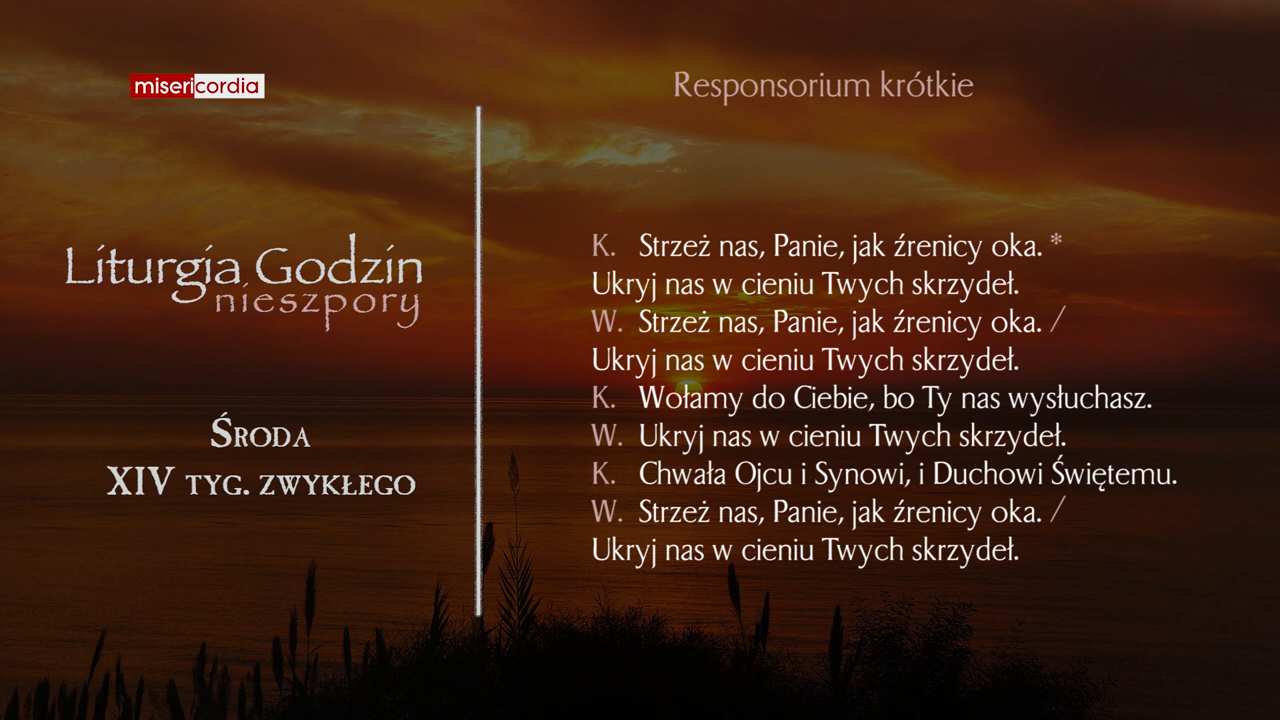 misericordia
Liturgia Godzin
nieszpory
Środa
XIV tyg. zwykłego
Responsorium krótkie
K. Strzeż nas, Panie, jak źrenicy oka. *
Ukryj nas w cieniu Twych skrzydeł.
W. Strzeż nas, Panie, jak źrenicy oka. /
Ukryj nas w cieniu Twych skrzydeł.
K. Wołamy do Ciebie, bo Ty nas wysłuchasz.
W. Ukryj nas w cieniu Twych skrzydeł.
K. Chwała Ojcu i Synowi, i Duchowi Świętemu.
W. Strzeż nas, Panie, jak źrenicy oka. /
Ukryj nas w cieniu Twych skrzydeł.